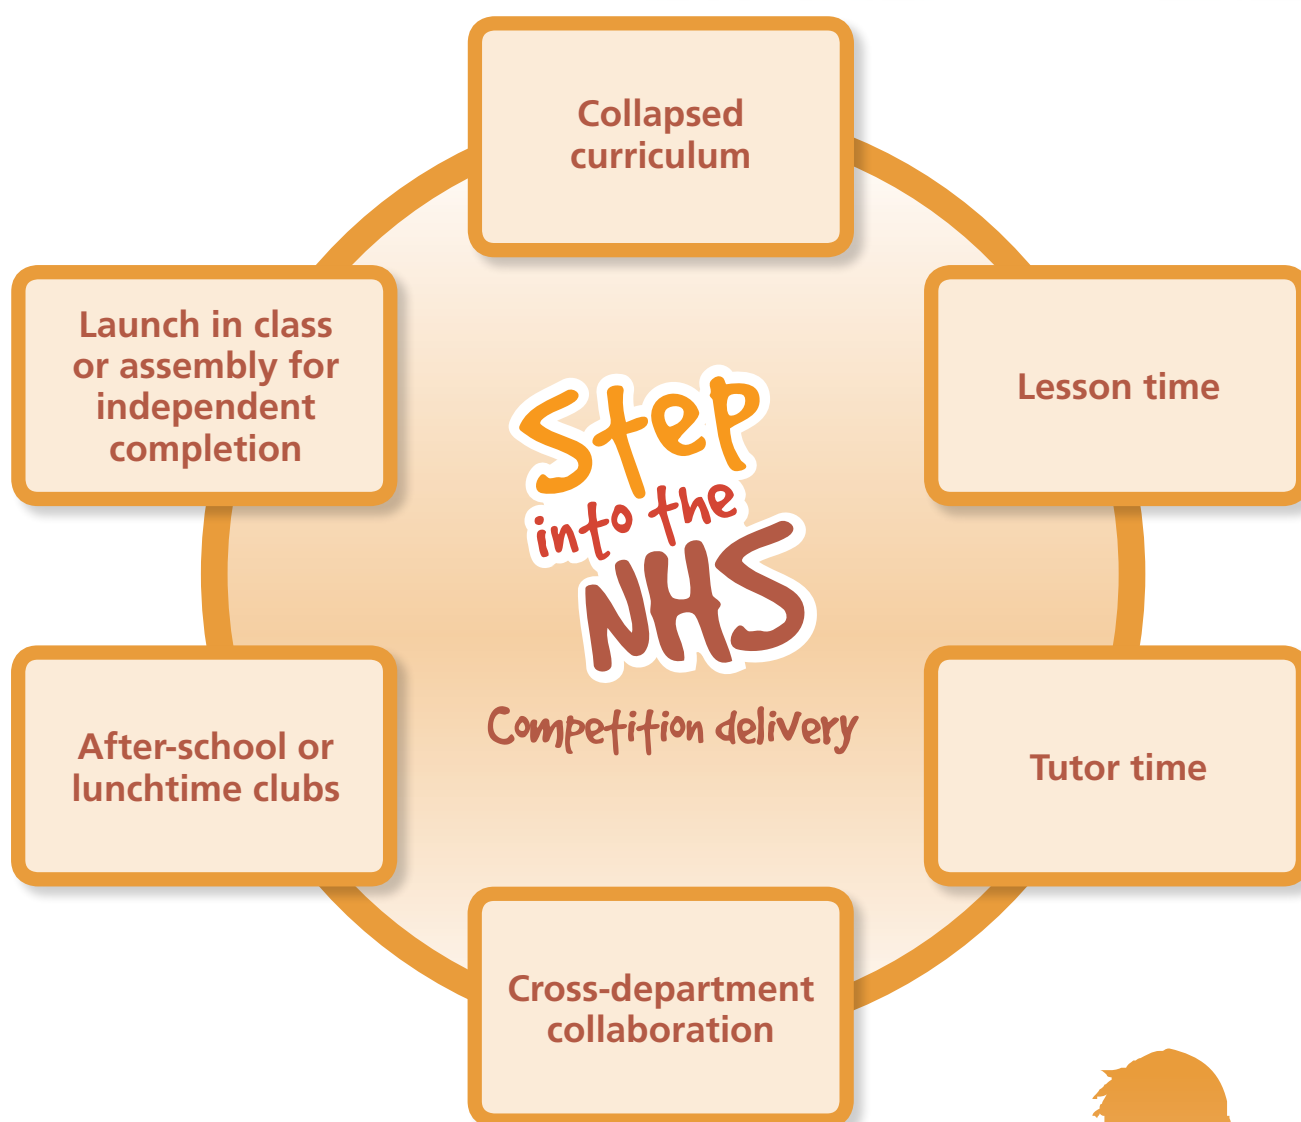 Collapsed
curriculum
Launch in class
or assembly for
independent
completion
Lesson time
Step
into the
NHS
Competition delivery
After-school or
lunchtime clubs
Tutor time
Cross-department
collaboration